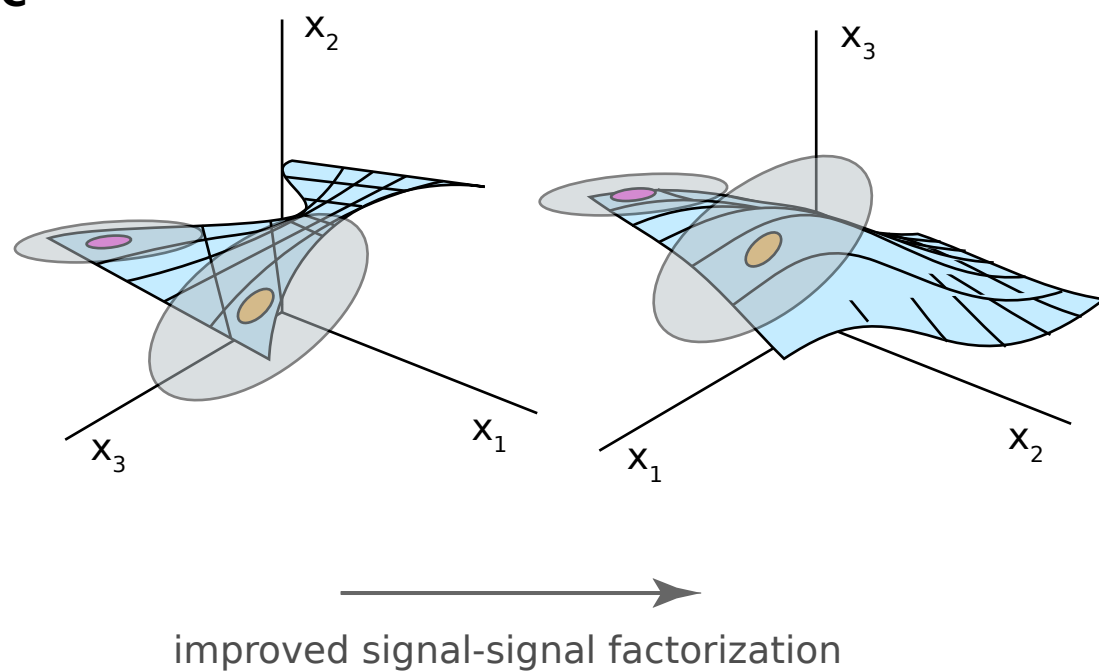 x2
x3
x3
x1
x1
x2
improved signal-signal factorization